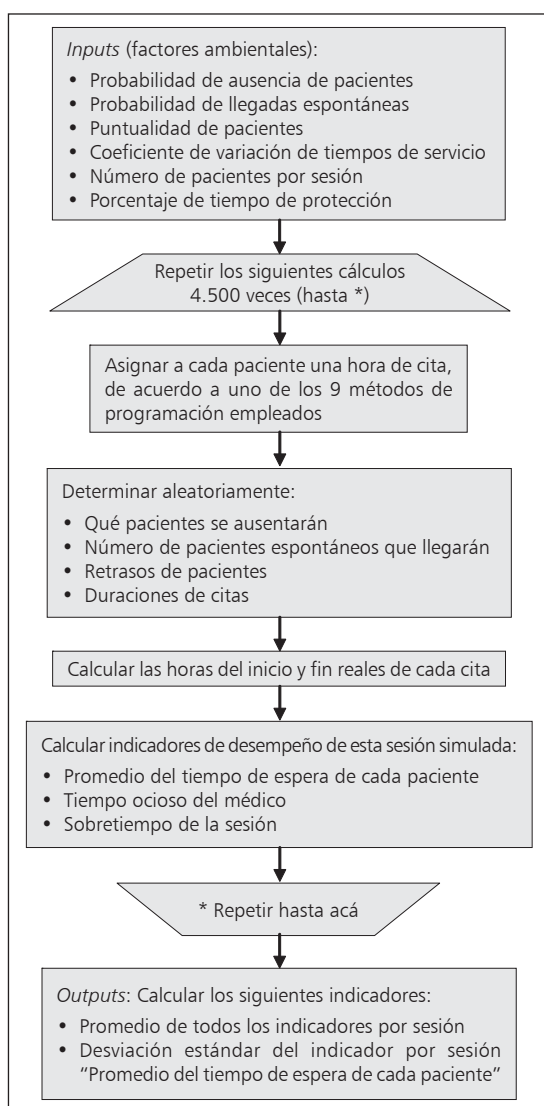 Inputs (factores ambientales):
• Probabilidad de ausencia de pacientes
• Probabilidad de llegadas espontáneas
• Puntualidad de pacientes
• Coeficiente de variación de tiempos de servicio
• Número de pacientes por sesión
• Porcentaje de tiempo de protección
Repetir los siguientes cálculos
4.500 veces (hasta *)
Asignar a cada paciente una hora de cita,
de acuerdo a uno de los 9 métodos de
programación empleados
Determinar aleatoriamente:
• Qué pacientes se ausentarán
• Número de pacientes espontáneos que llegarán
• Retrasos de pacientes
• Duraciones de citas
Calcular las horas del inicio y fin reales de cada cita
Calcular indicadores de desempeño de esta sesión simulada:
• Promedio del tiempo de espera de cada paciente
• Tiempo ocioso del médico
• Sobretiempo de la sesión
* Repetir hasta acá
Outputs: Calcular los siguientes indicadores:
• Promedio de todos los indicadores por sesión
• Desviación estándar del indicador por sesión
"Promedio del tiempo de espera de cada paciente"